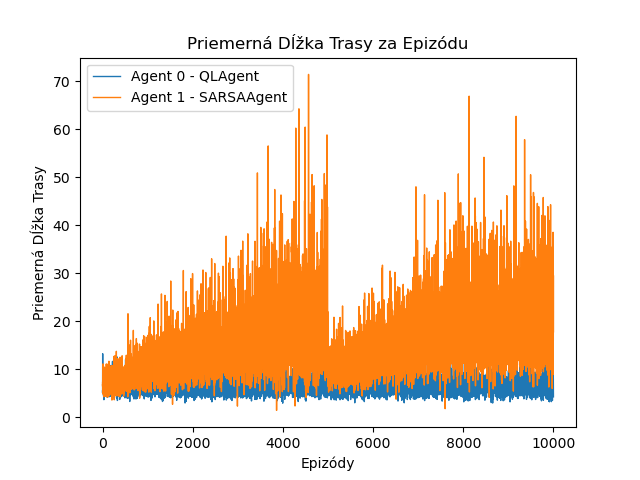 Priemerná Dĺžka Trasy za Epizódu
Agent 0 - QLAgent
Agent 1 - SARSAAgent
Priemerná Dĺžka Trasy
70
60
50
40
30
20
10
0
0 2000 4000 6000 8000 10000
Epizódy